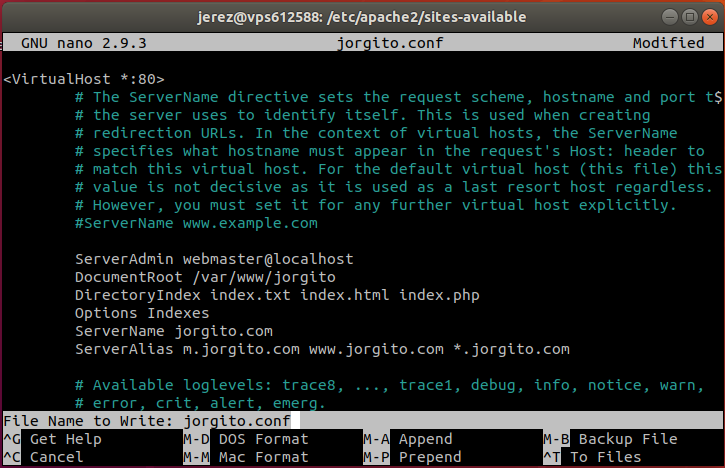 jerez@vps612588: /etc/apache2/sites-available
GNU nano 2.9.3 jorgito.conf Modified
<VirtualHost *:80>
# The ServerName directive sets the request scheme, hostname and port t$
# the server uses to identify itself. This is used when creating
# redirection URLs. In the context of virtual hosts, the ServerName
# specifies what hostname must appear in the request's Host: header to
# match this virtual host. For the default virtual host (this file) this
# value is not decisive as it is used as a last resort host regardless.
# However, you must set it for any further virtual host explicitly.
#ServerName www.example.com
ServerAdmin webmaster@localhost
DocumentRoot /var/www/jorgito
DirectoryIndex index.txt index.html index.php
Options Indexes
ServerName jorgito.com
ServerAlias m.jorgito.com www.jorgito.com *.jorgito.com
# Available loglevels: trace8, ..., trace1, debug, info, notice, warn,
# error, crit, alert, emerg.
File Name to Write: jorgito.conf
^G Get Help M-D DOS Format M-A Append M-B Backup File
^C Cancel M-M Mac Format M-P Prepend ^T To Files